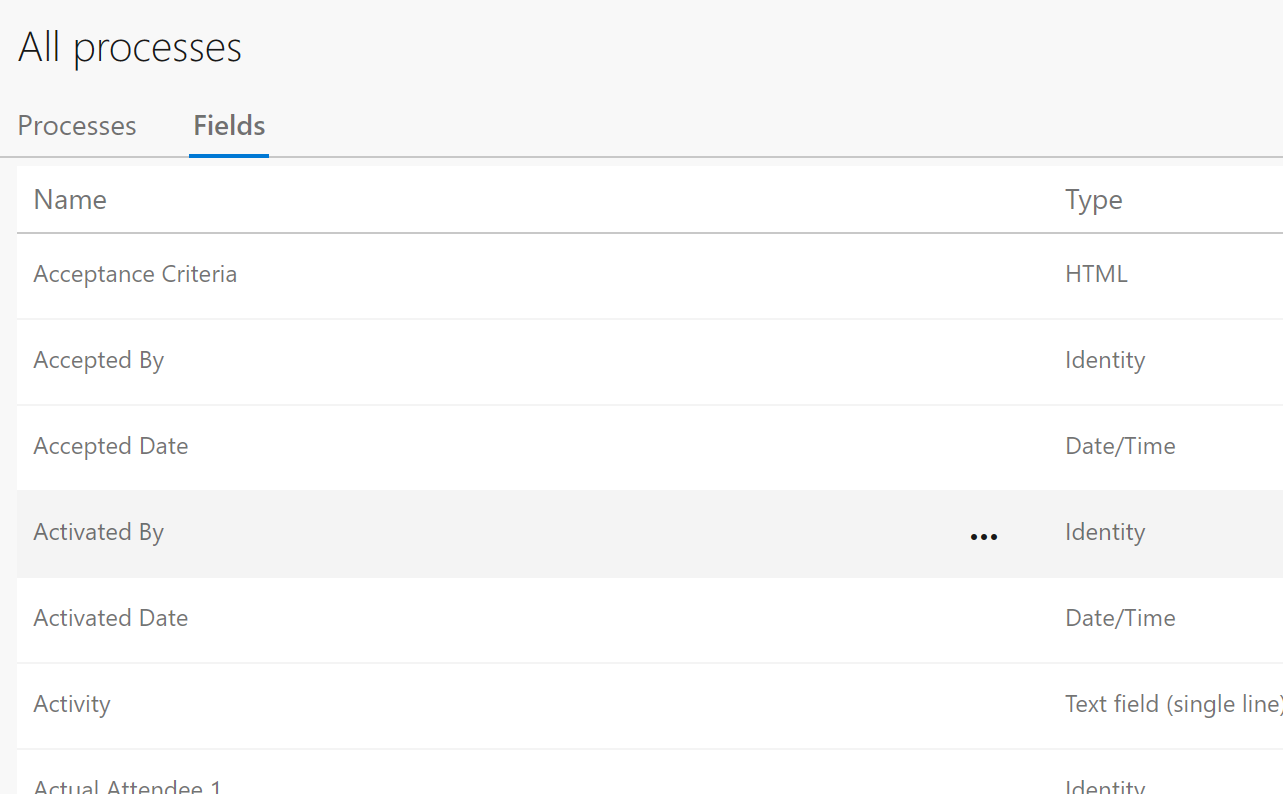 All processes
Processes Fields
Name Type
Acceptance Criteria HTML
Accepted By Identity
Accepted Date Date/Time
Activated By ••• Identity
Activated Date Date/Time
Activity Text field (single line)
Actual Attendee 1 Identity